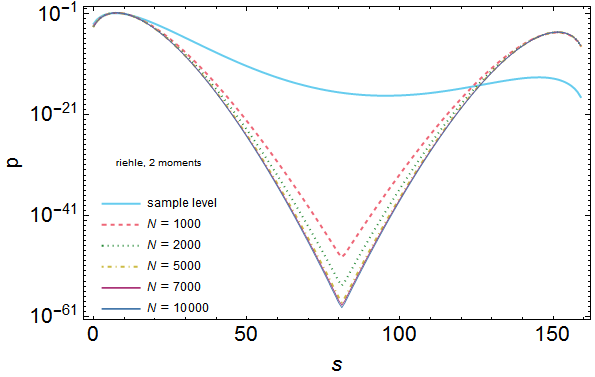 10⁻¹
10⁻²¹
10⁻⁴¹
10⁻⁶¹
p
riehle, 2 moments
sample level
N = 1000
N = 2000
N = 5000
N = 7000
N = 10000
0 50 100 150
s